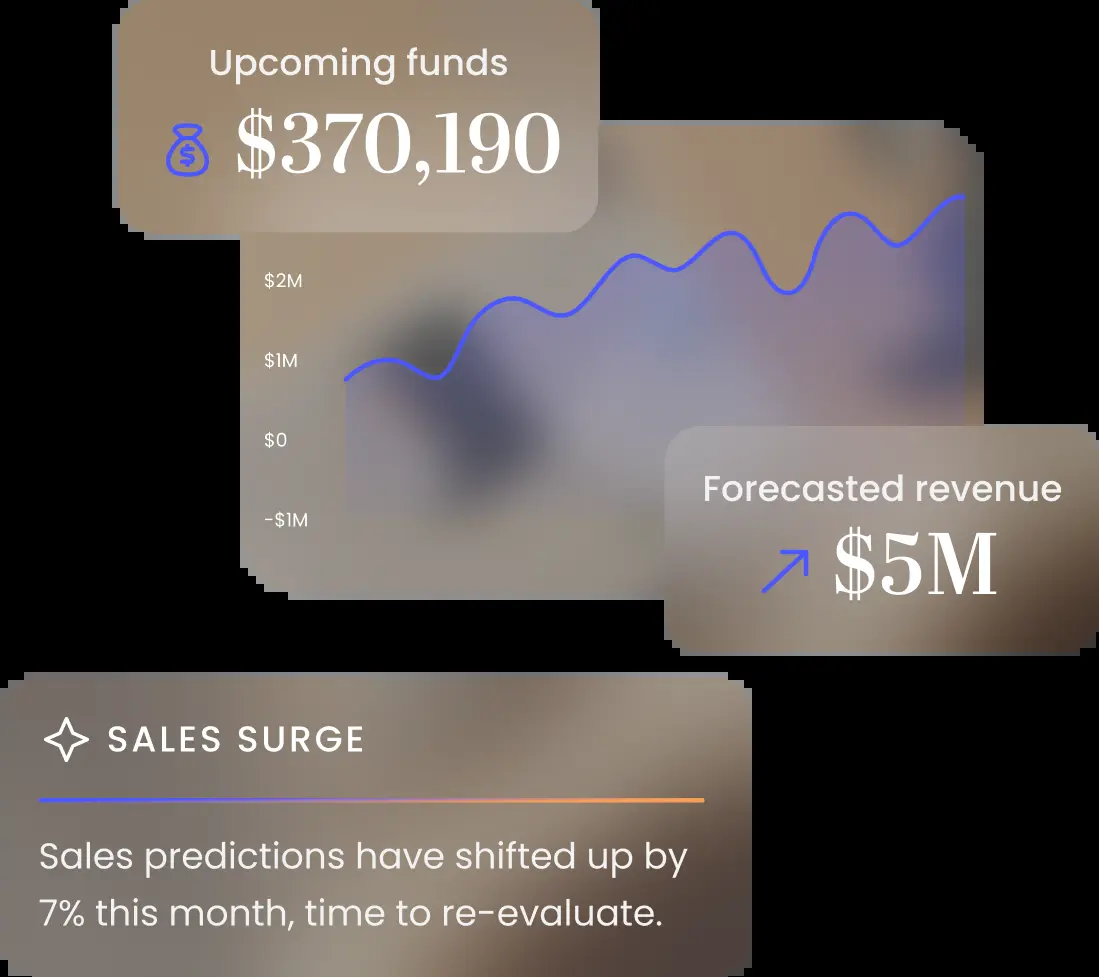 Upcoming funds
$370,190
$2M
$1M
$0
-$1M
Forecasted revenue
$5M
SALES SURGE
Sales predictions have shifted up by
7% this month, time to re-evaluate.